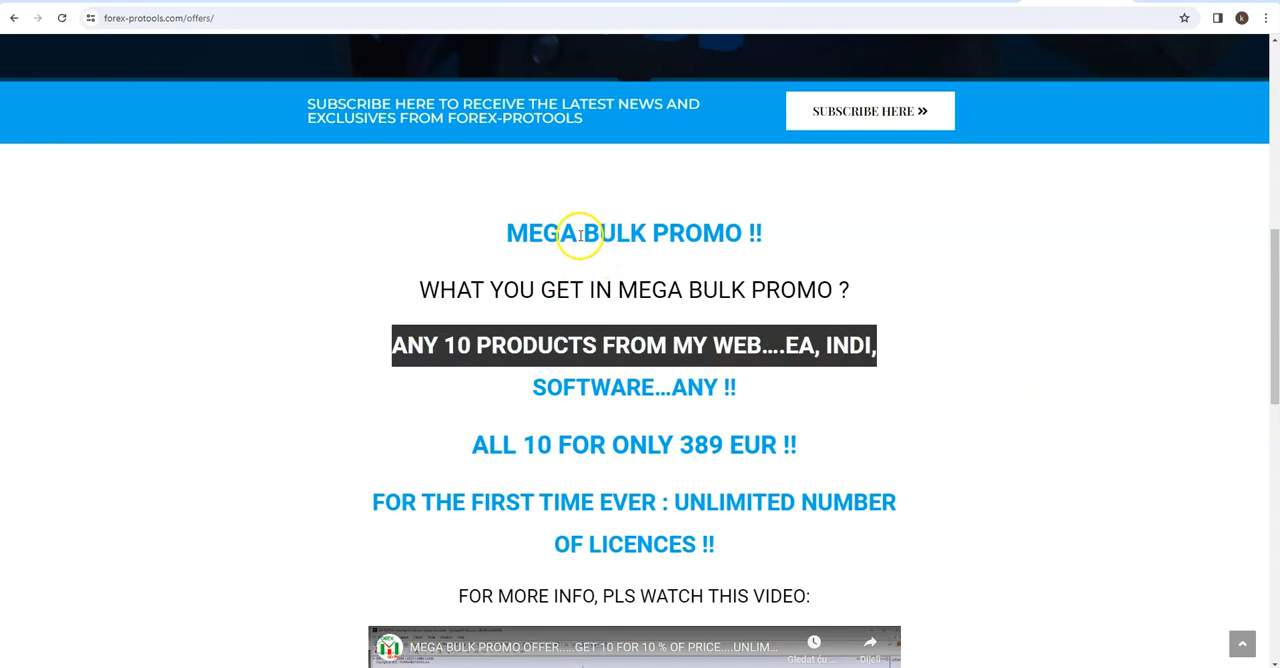 forex-protools.com/offers/
k
SUBSCRIBE HERE TO RECEIVE THE LATEST NEWS AND
EXCLUSIVES FROM FOREX-PROTOOLS
SUBSCRIBE HERE »
MEGA BULK PROMO !!
WHAT YOU GET IN MEGA BULK PROMO ?
ANY 10 PRODUCTS FROM MY WEB….EA, INDI,
SOFTWARE…ANY !!
ALL 10 FOR ONLY 389 EUR !!
FOR THE FIRST TIME EVER : UNLIMITED NUMBER
OF LICENCES !!
FOR MORE INFO, PLS WATCH THIS VIDEO:
MEGA BULK PROMO OFFER.....GET 10 FOR 10 % OF PRICE....UNLIM...
Gledat ću ...
Dijeli